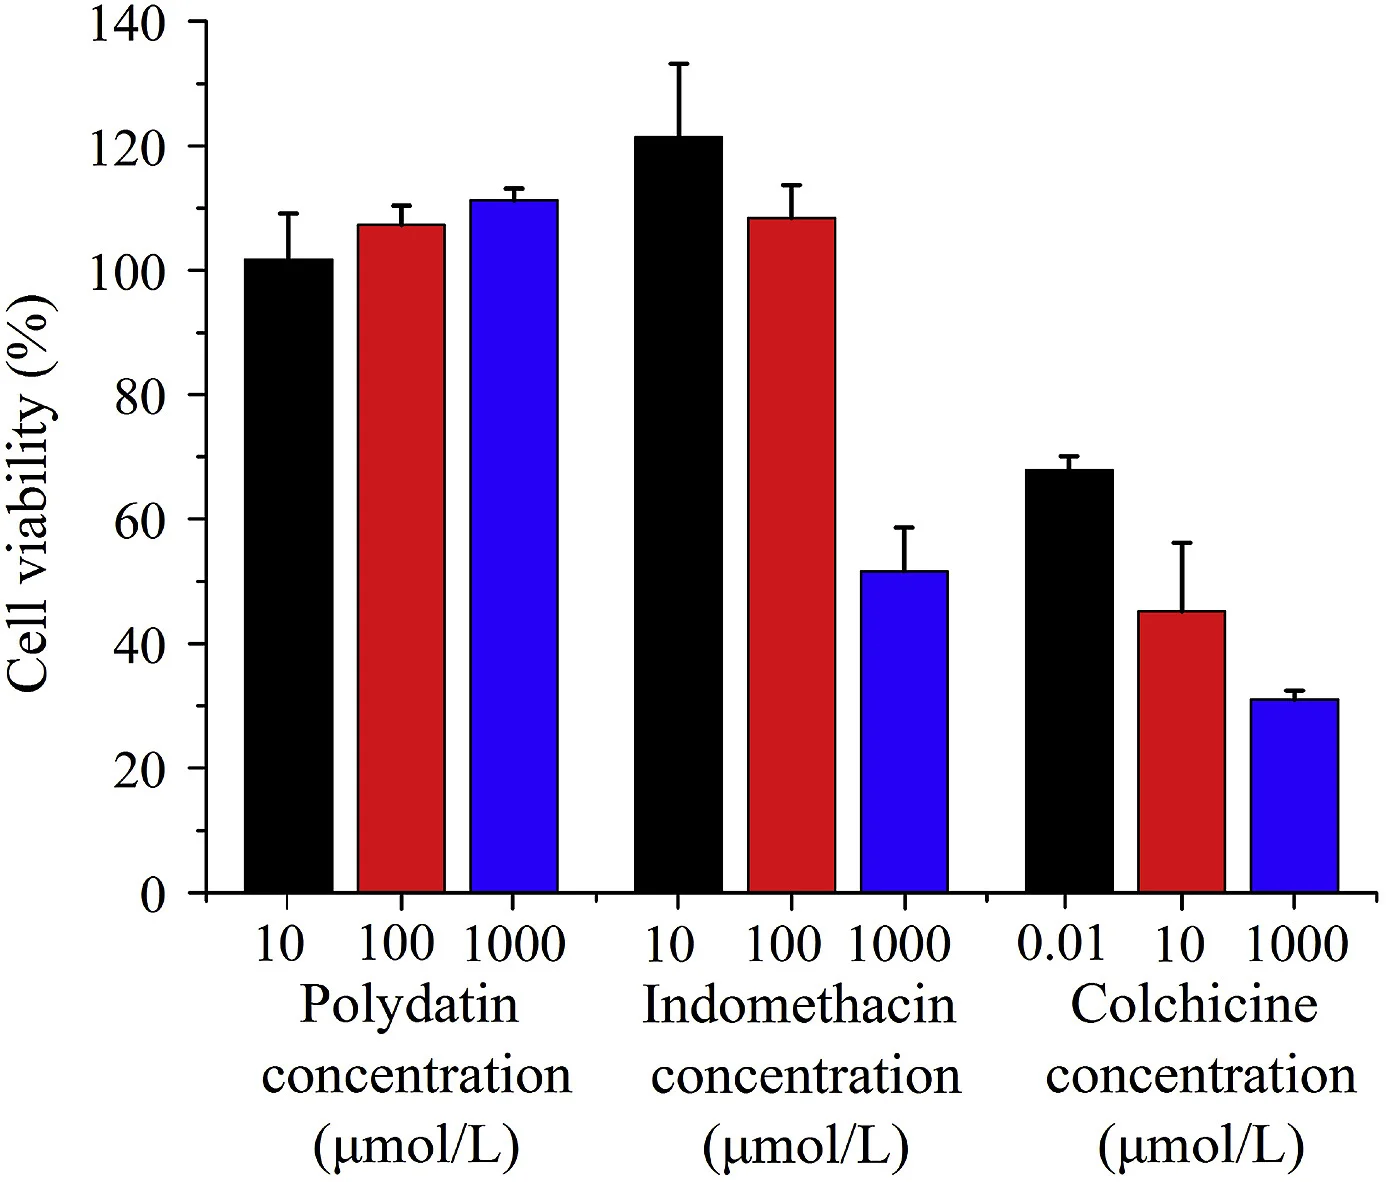 Cell viability (%)
140
120
100
80
60
40
20
0
10 100 1000 10 100 1000 0.01 10 1000
Polydatin Indomethacin Colchicine
concentration concentration concentration
(μmol/L) (μmol/L) (μmol/L)